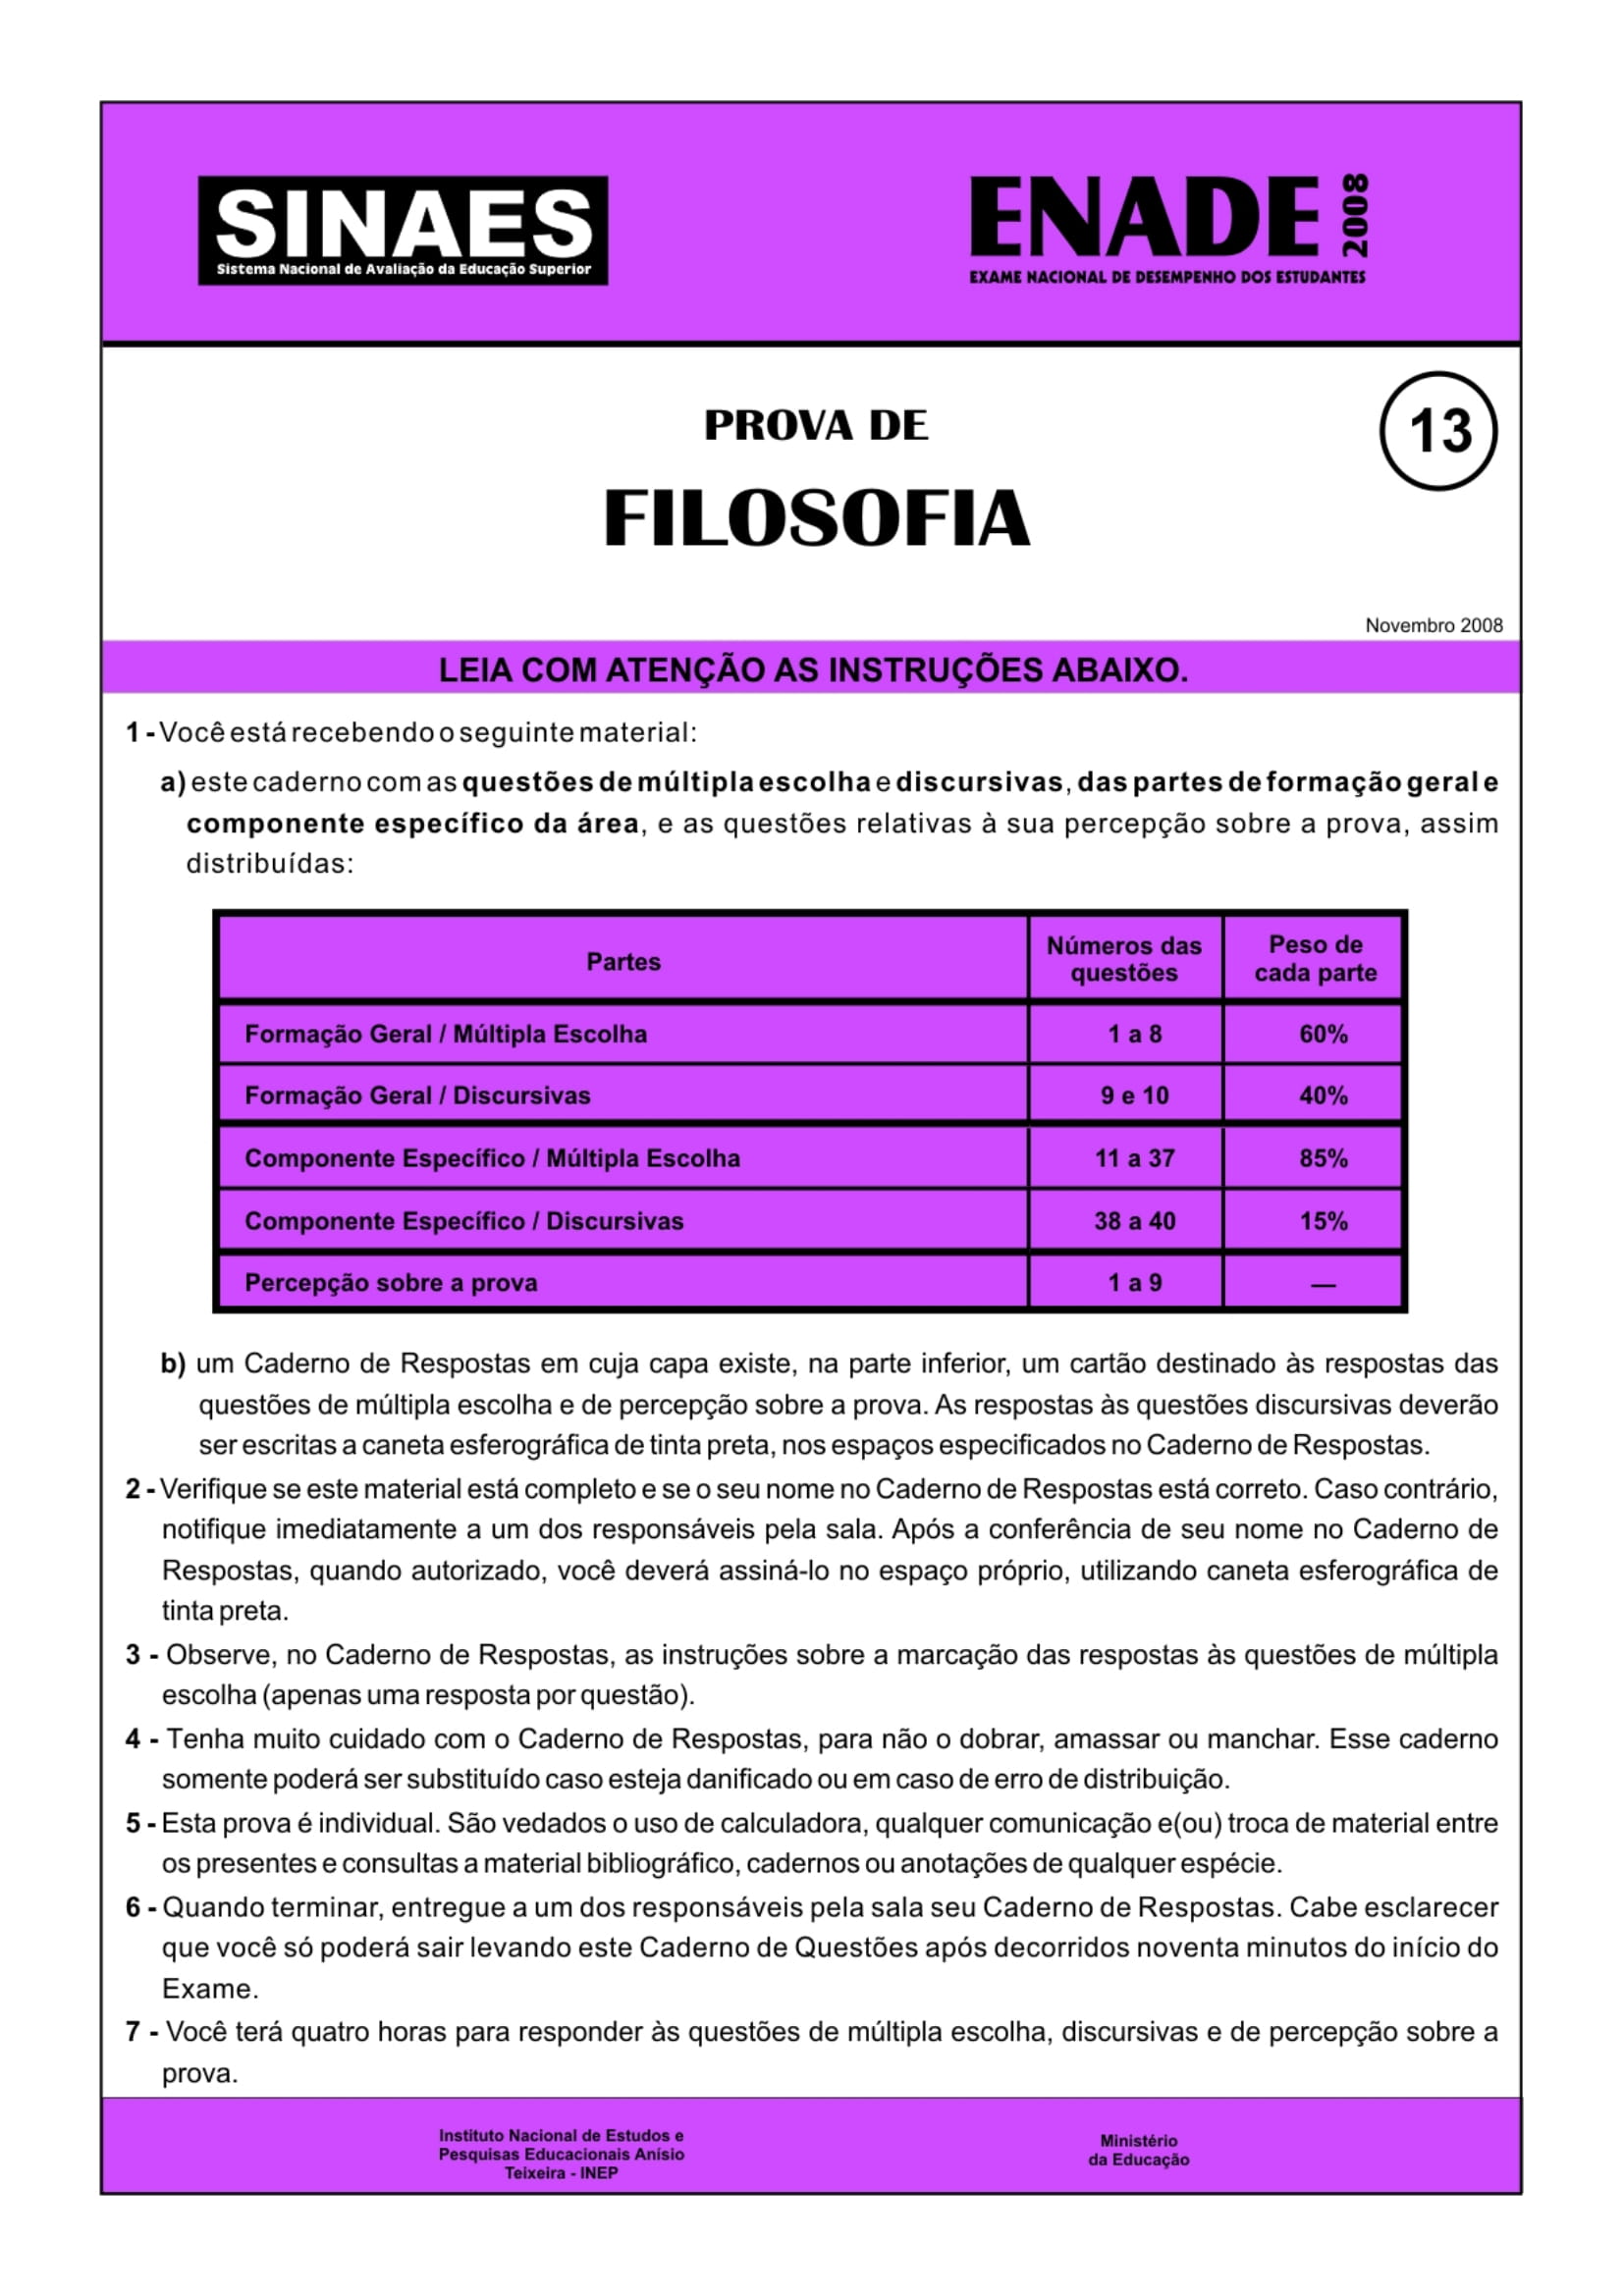 SINAES
Sistema Nacional de Avaliação da Educação Superior
ENADE 2008
EXAME NACIONAL DE DESEMPENHO DOS ESTUDANTES
PROVA DE
13
FILOSOFIA
Novembro 2008
LEIA COM ATENÇÃO AS INSTRUÇÕES ABAIXO.
1 - Você está recebendo o seguinte material:
a) este caderno com as questões de múltipla escolha e discursivas, das partes de formação geral e
componente específico da área, e as questões relativas à sua percepção sobre a prova, assim
distribuídas:
Partes
Números das
questões
Peso de
cada parte
Formação Geral / Múltipla Escolha 1 a 8 60%
Formação Geral / Discursivas 9 e 10 40%
Componente Específico / Múltipla Escolha 11 a 37 85%
Componente Específico / Discursivas 38 a 40 15%
Percepção sobre a prova 1 a 9 —
b) um Caderno de Respostas em cuja capa existe, na parte inferior, um cartão destinado às respostas das
questões de múltipla escolha e de percepção sobre a prova. As respostas às questões discursivas deverão
ser escritas a caneta esferográfica de tinta preta, nos espaços especificados no Caderno de Respostas.
2 - Verifique se este material está completo e se o seu nome no Caderno de Respostas está correto. Caso contrário,
notifique imediatamente a um dos responsáveis pela sala. Após a conferência de seu nome no Caderno de
Respostas, quando autorizado, você deverá assiná-lo no espaço próprio, utilizando caneta esferográfica de
tinta preta.
3 - Observe, no Caderno de Respostas, as instruções sobre a marcação das respostas às questões de múltipla
escolha (apenas uma resposta por questão).
4 - Tenha muito cuidado com o Caderno de Respostas, para não o dobrar, amassar ou manchar. Esse caderno
somente poderá ser substituído caso esteja danificado ou em caso de erro de distribuição.
5 - Esta prova é individual. São vedados o uso de calculadora, qualquer comunicação e(ou) troca de material entre
os presentes e consultas a material bibliográfico, cadernos ou anotações de qualquer espécie.
6 - Quando terminar, entregue a um dos responsáveis pela sala seu Caderno de Respostas. Cabe esclarecer
que você só poderá sair levando este Caderno de Questões após decorridos noventa minutos do início do
Exame.
7 - Você terá quatro horas para responder às questões de múltipla escolha, discursivas e de percepção sobre a
prova.
Instituto Nacional de Estudos e
Pesquisas Educacionais Anísio
Teixeira - INEP
Ministério
da Educação